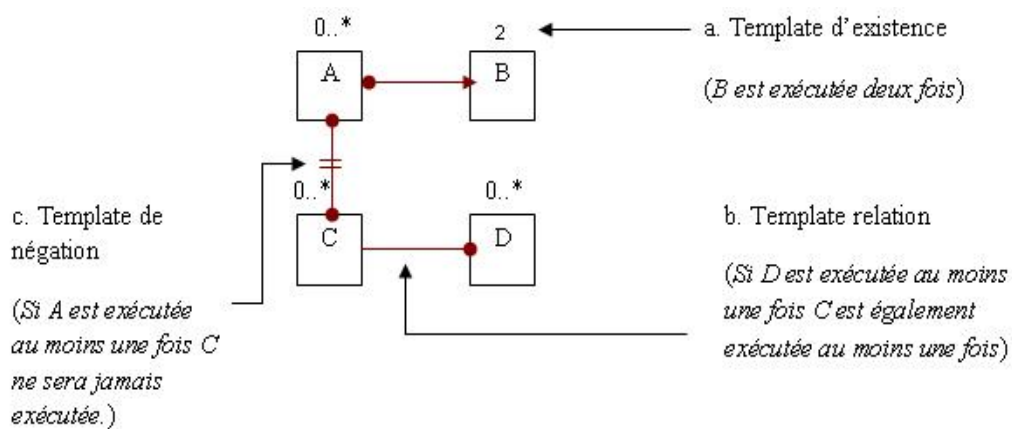 0..*
2
a. Template d'existence
A
B
(B est exécutée deux fois)
0..*
0..*
c. Template de
négation
C
D
b. Template relation
(Si A est exécutée
au moins une fois C
ne sera jamais
exécutée.)
(Si D est exécutée au moins
une fois C est également
exécutée au moins une fois)